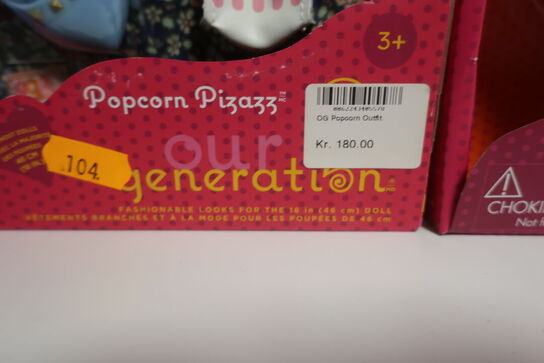 3+
Popcorn Pizazz
OG Popcorn Outfit
Kr. 180.00
104
our
generation
FASHIONABLE LOOKS FOR THE 18 in (46 cm) DOLL
VÊTEMENTS BRANCHÉS ET À LA MODE POUR LES POUPÉES DE 46 cm
CHOKI
Not f